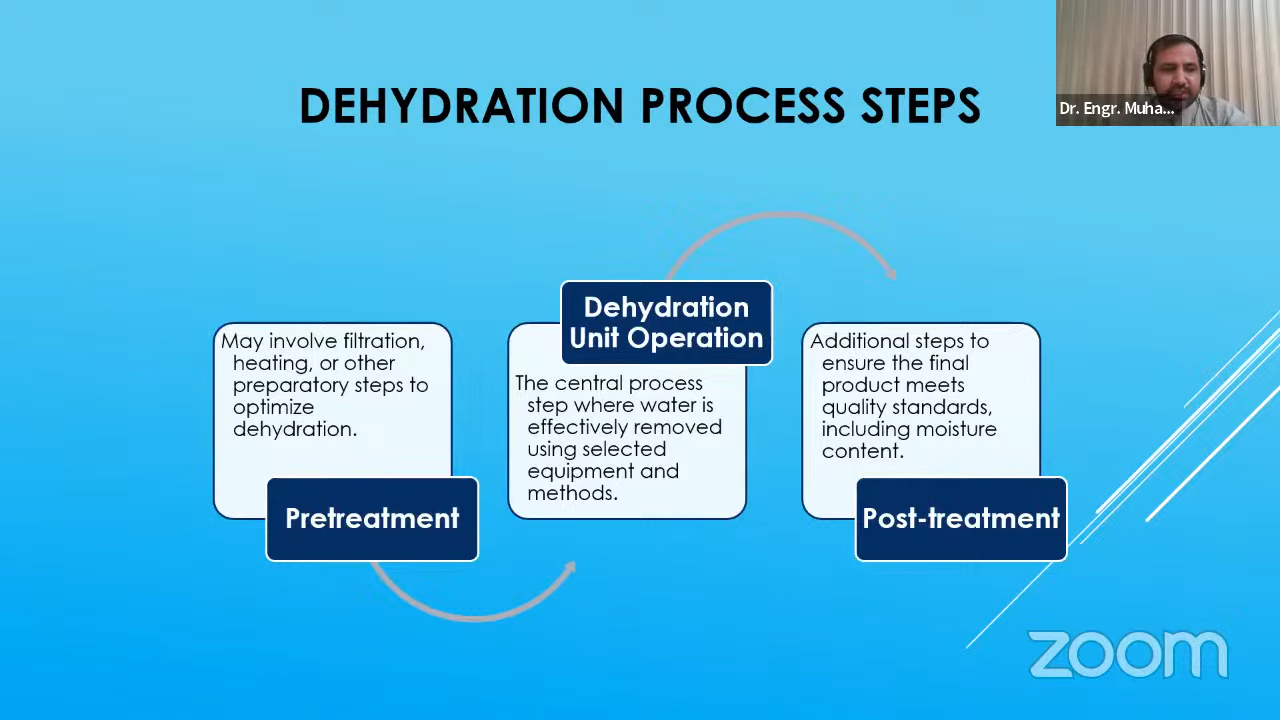 DEHYDRATION PROCESS STEPS
Dr. Engr. Muha...
May involve filtration,
heating, or other
preparatory steps to
optimize
dehydration.
Pretreatment
Dehydration
Unit Operation
The central process
step where water is
effectively removed
using selected
equipment and
methods.
Additional steps to
ensure the final
product meets
quality standards,
including moisture
content.
Post-treatment
zoom